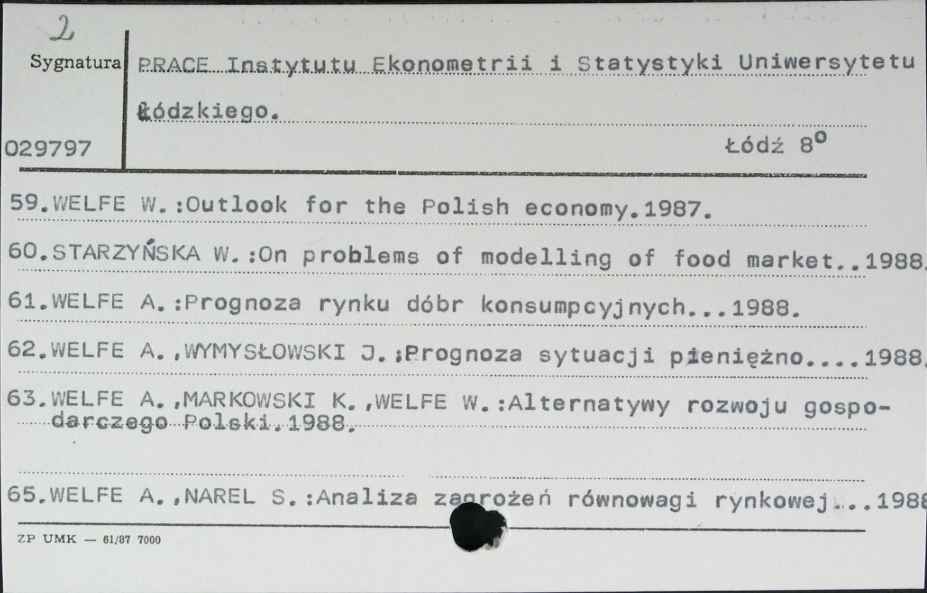 2
Sygnatura
PRACE Instytutu Ekonometrii i Statystyki Uniwersytetu
Łódzkiego.
029797
Łódź 8⁰
59.WELFE W.:Outlook for the Polish economy.1987.
60.STARZYŃSKA W.:On problems of modelling of food market..1988.
61.WELFE A.:Prognoza rynku dóbr konsumpcyjnych...1988.
62.WELFE A.,WYMYSŁOWSKI J.:Prognoza sytuacji pieniężno....1988.
63.WELFE A.,MARKOWSKI K.,WELFE W.:Alternatywy rozwoju gospo-
darczego Polski.1988.
65.WELFE A.,NAREL S.:Analiza zagrożeń równowagi rynkowej...1988
ZP UMK — 61/87 7000